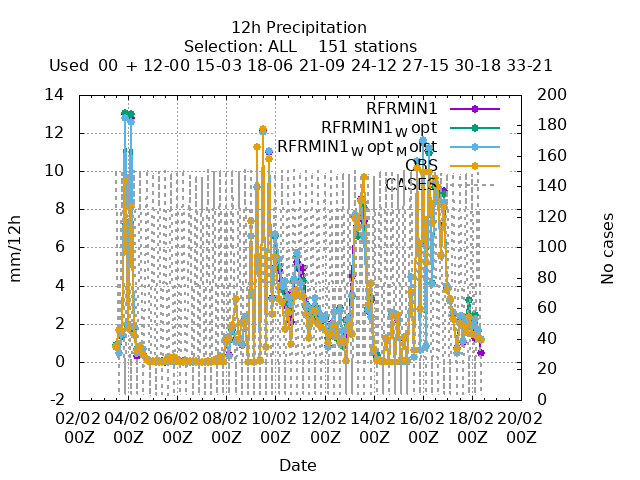 12h Precipitation
Selection: ALL 151 stations
Used 00 + 12-00 15-03 18-06 21-09 24-12 27-15 30-18 33-21
14 200
12 180
10 160
8 140
6 120
4 100
2 80
0 60
-2 40
20
0
mm/12h
No cases
RFRMIN1
RFRMIN1W opt
RFRMIN1W optMoist
OBS
CASES
02/02 04/02 06/02 08/02 10/02 12/02 14/02 16/02 18/02 20/02
00Z 00Z 00Z 00Z 00Z 00Z 00Z 00Z 00Z 00Z
Date